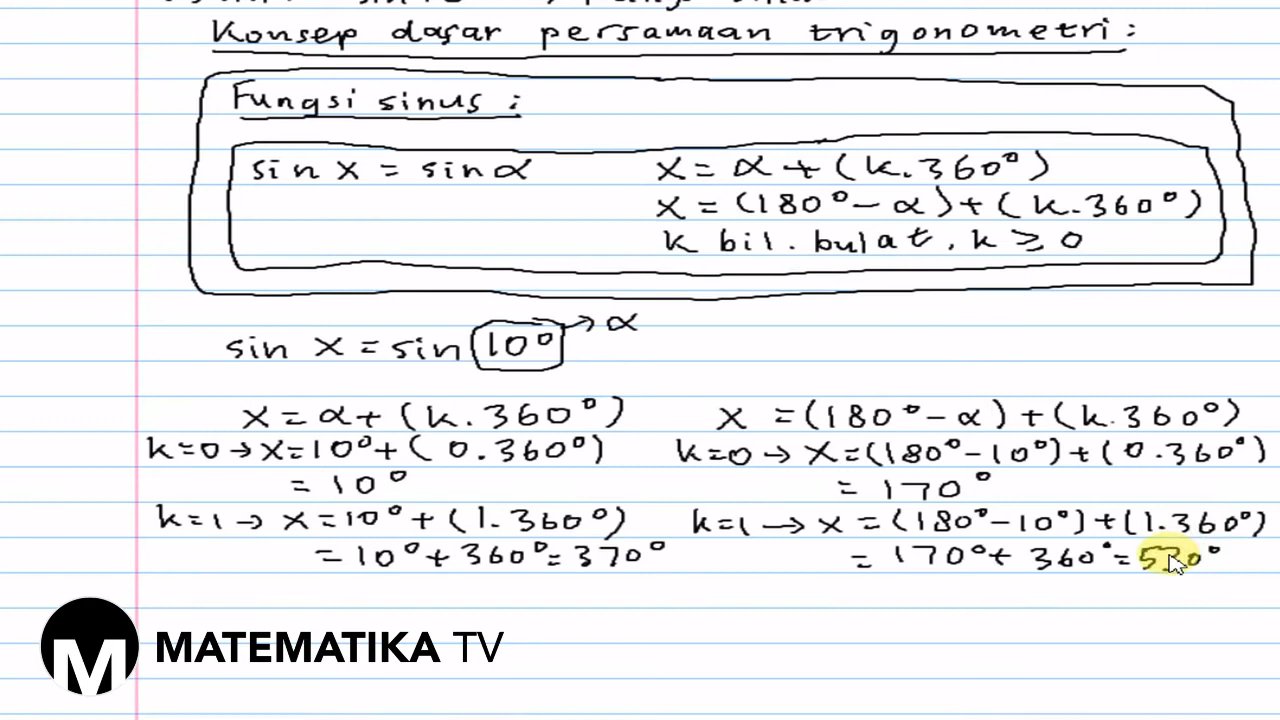 Konsep dasar persamaan trigonometri:
Fungsi sinus:
sin x = sin α
x = α + (k.360°)
x = (180° - α) + (k.360°)
k bil. bulat, k ≥ 0
sin x = sin 10° → α
x = α + (k.360°)
k=0 → x=10° + (0.360°)
= 10°
k=1 → x=10° + (1.360°)
= 10° + 360° = 370°
x = (180° - α) + (k.360°)
k=0 → x=(180° - 10°) + (0.360°)
= 170°
k=1 → x = (180° - 10°) + (1.360°)
= 170° + 360° = 530°
MATEMATIKA TV